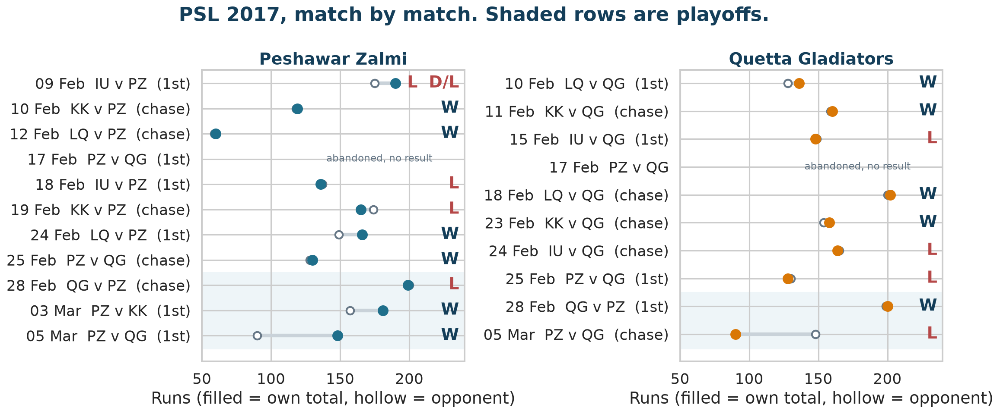 PSL 2017, match by match. Shaded rows are playoffs.
Peshawar Zalmi
09 Feb  IU v PZ  (1st)
L  D/L
10 Feb  KK v PZ  (chase)
W
12 Feb  LQ v PZ  (chase)
W
17 Feb  PZ v QG  (1st)
abandoned, no result
18 Feb  IU v PZ  (1st)
L
19 Feb  KK v PZ  (chase)
L
24 Feb  LQ v PZ  (1st)
W
25 Feb  PZ v QG  (chase)
W
28 Feb  QG v PZ  (chase)
L
03 Mar  PZ v KK  (1st)
W
05 Mar  PZ v QG  (1st)
W
50 100 150 200
Runs (filled = own total, hollow = opponent)
Quetta Gladiators
10 Feb  LQ v QG  (1st)
W
11 Feb  KK v QG  (chase)
W
15 Feb  IU v QG  (1st)
L
17 Feb  PZ v QG
abandoned, no result
18 Feb  LQ v QG  (chase)
W
23 Feb  KK v QG  (chase)
W
24 Feb  IU v QG  (chase)
L
25 Feb  PZ v QG  (1st)
L
28 Feb  QG v PZ  (1st)
W
05 Mar  PZ v QG  (chase)
L
50 100 150 200
Runs (filled = own total, hollow = opponent)